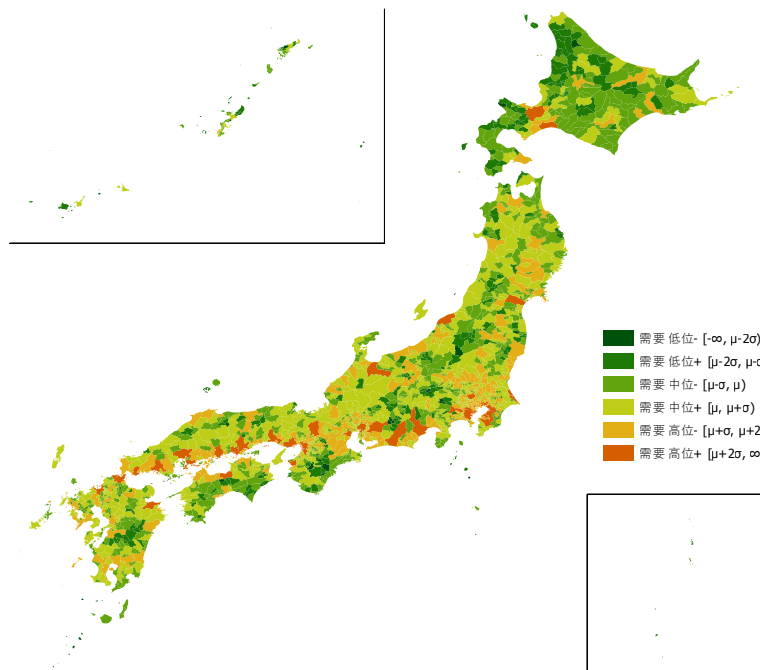 需要 低位- [-∞, μ-2σ)
需要 低位+ [μ-2σ, μ-σ
需要 中位- [μ-σ, μ)
需要 中位+ [μ, μ+σ)
需要 高位- [μ+σ, μ+2
需要 高位+ [μ+2σ, ∞